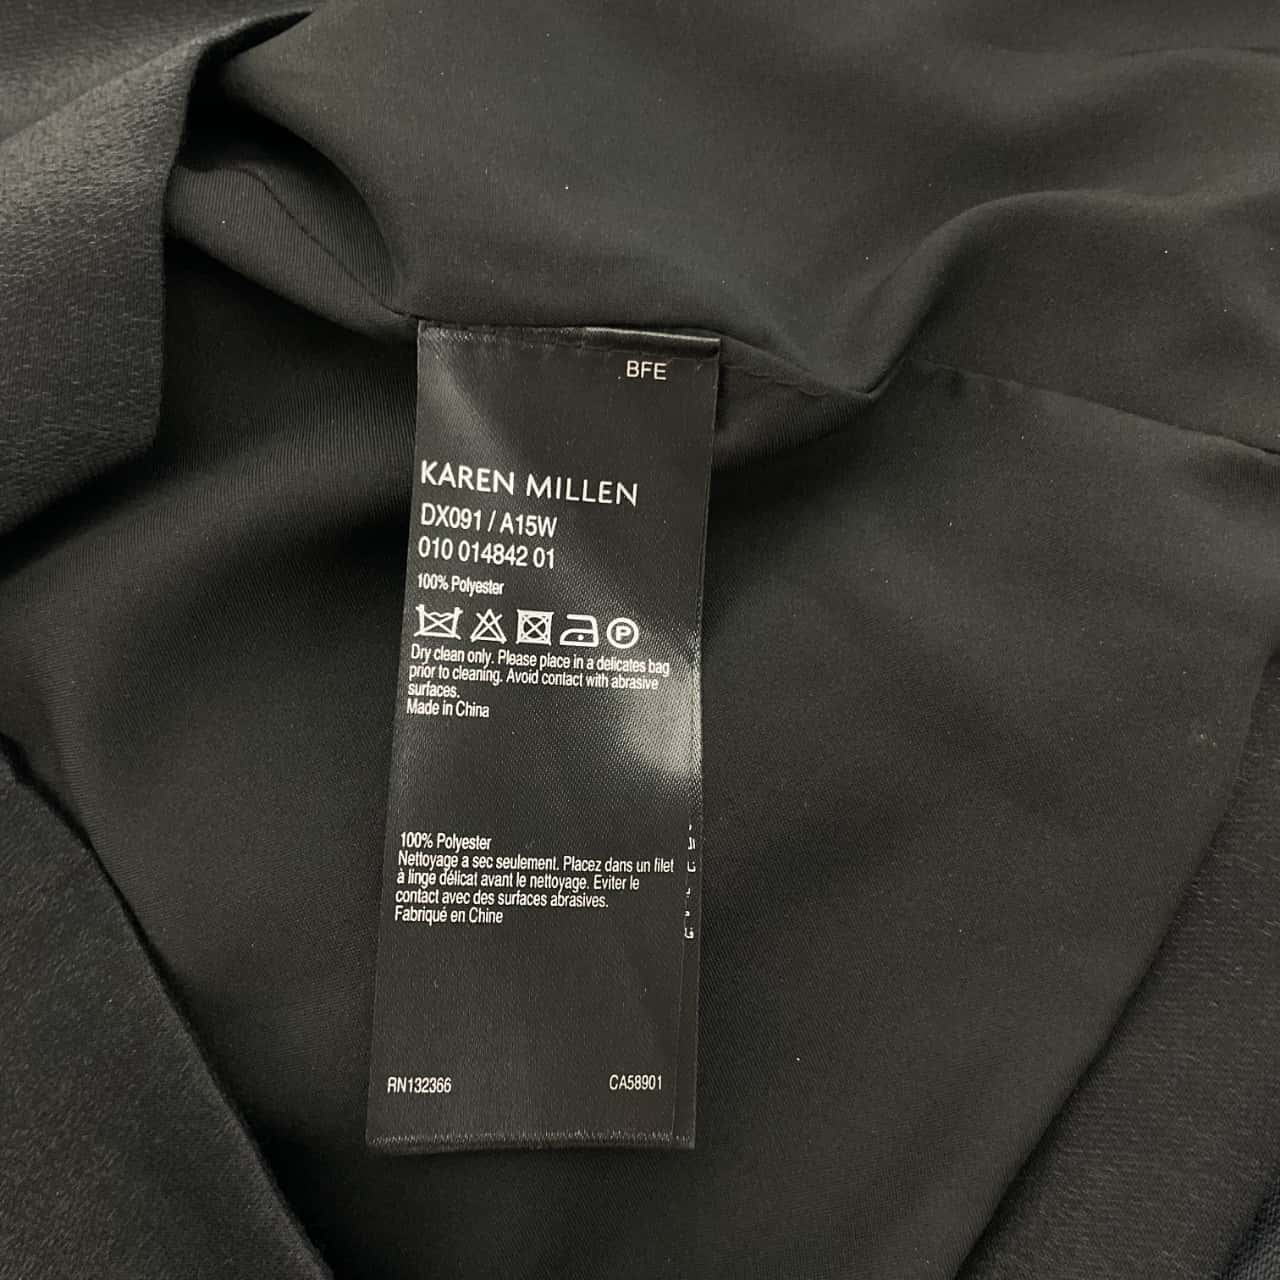 BFE
KAREN MILLEN
DX091 / A15W
010 014842 01
100% Polyester
P
Dry clean only. Please place in a delicates bag
prior to cleaning. Avoid contact with abrasive
surfaces.
Made in China
100% Polyester
Nettoyage a sec seulement. Placez dans un filet
à linge délicat avant le nettoyage. Eviter le
contact avec des surfaces abrasives.
Fabriqué en Chine
RN132366
CA58901